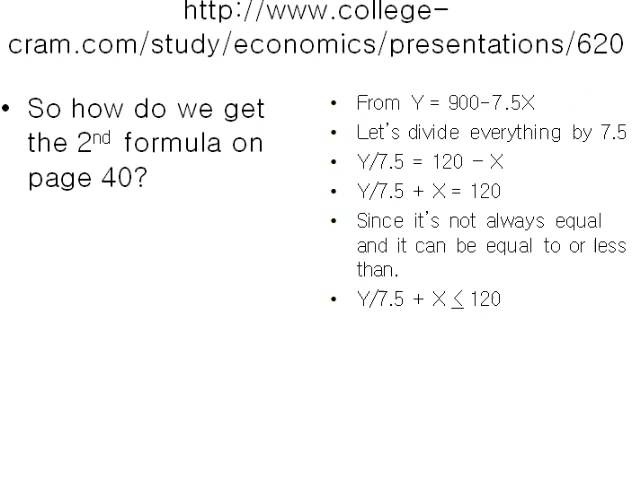 http://www.college-
cram.com/study/economics/presentations/620
• So how do we get
the 2nd formula on
page 40?
• From Y = 900-7.5X
• Let's divide everything by 7.5
• Y/7.5 = 120 - X
• Y/7.5 + X = 120
• Since it's not always equal
and it can be equal to or less
than.
• Y/7.5 + X ≤ 120